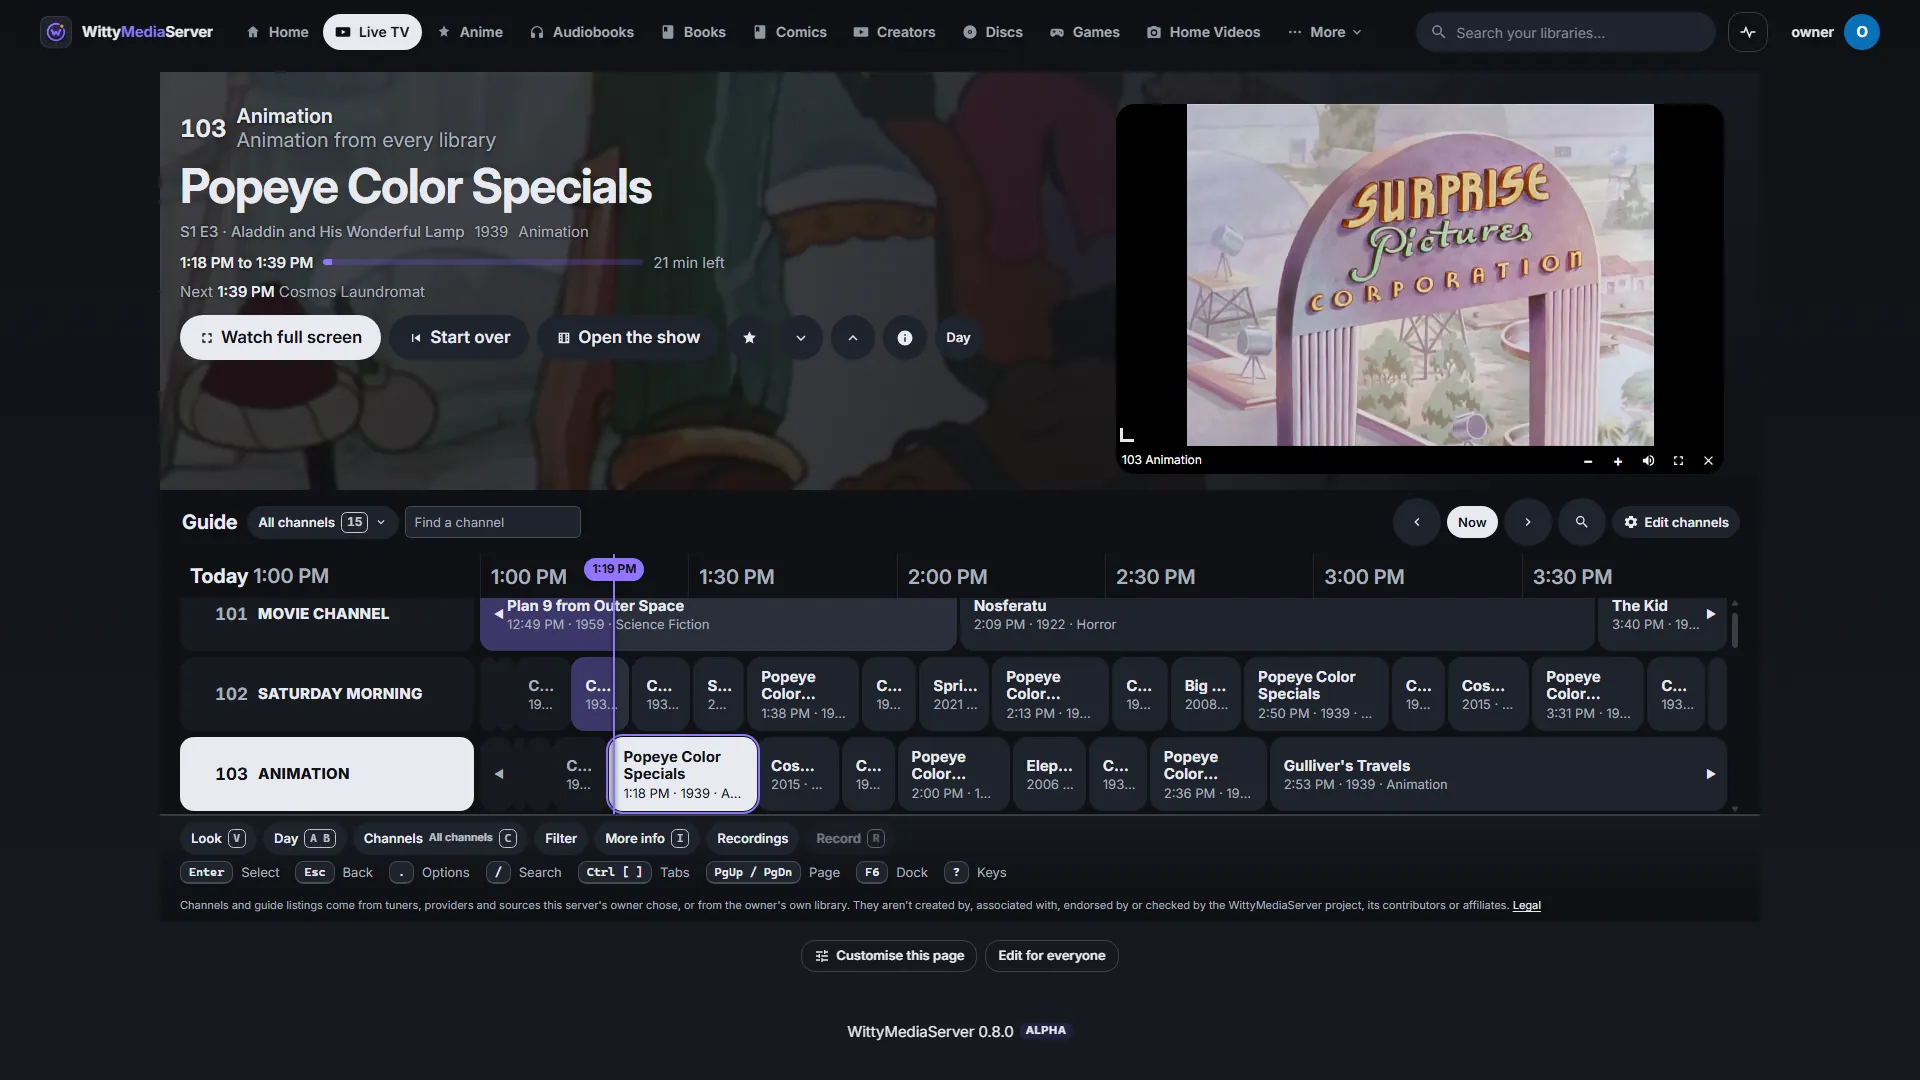 WittyMediaServer
Home
Live TV
Anime
Audiobooks
Books
Comics
Creators
Discs
Games
Home Videos
More
Search your libraries...
owner
O
103
Animation
Animation from every library
Popeye Color Specials
S1 E3 · Aladdin and His Wonderful Lamp 1939 Animation
1:18 PM to 1:39 PM
21 min left
Next 1:39 PM Cosmos Laundromat
Watch full screen
Start over
Open the show
Day
SURPRISE
Pictures
CORPORATION
103 Animation
Guide
All channels 15
Find a channel
Now
Edit channels
Today 1:00 PM
1:00 PM
1:19 PM
1:30 PM
2:00 PM
2:30 PM
3:00 PM
3:30 PM
101 MOVIE CHANNEL
Plan 9 from Outer Space
12:49 PM · 1959 · Science Fiction
Nosferatu
2:09 PM · 1922 · Horror
The Kid
3:40 PM · 19...
102 SATURDAY MORNING
C...
19...
C...
193...
C...
193...
S...
2...
Popeye
Color...
1:38 PM · 19...
C...
19...
Spri...
2021 ...
Popeye
Color...
2:13 PM · 19...
C...
19...
Big ...
2008...
Popeye Color
Specials
2:50 PM · 1939 · ...
C...
19...
Cos...
2015 · ...
Popeye
Color...
3:31 PM · 19...
C...
193...
103 ANIMATION
C...
19...
Popeye Color
Specials
1:18 PM · 1939 · A...
Cos...
2015 · ...
C...
19...
Popeye
Color...
2:00 PM · 1...
Elep...
2006 ...
C...
193...
Popeye
Color...
2:36 PM · 19...
Gulliver's Travels
2:53 PM · 1939 · Animation
Look V
Day A B
Channels All channels C
Filter
More info I
Recordings
Record R
Enter Select
Esc Back
. Options
/ Search
Ctrl [ ] Tabs
PgUp / PgDn Page
F6 Dock
? Keys
Channels and guide listings come from tuners, providers and sources this server's owner chose, or from the owner's own library. They aren't created by, associated with, endorsed by or checked by the WittyMediaServer project, its contributors or affiliates. Legal
Customise this page
Edit for everyone
WittyMediaServer 0.8.0 ALPHA